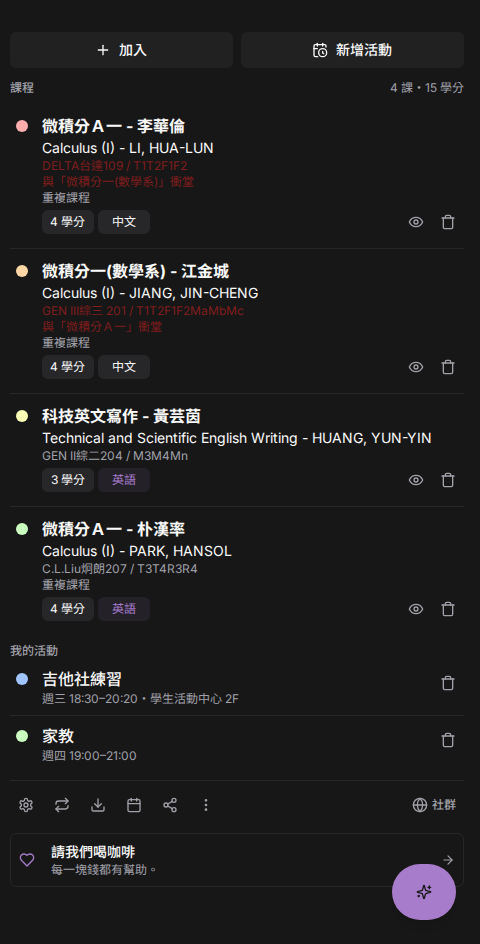 加入
新增活動
課程
4 課・15 學分
微積分Ａ一 - 李華倫
Calculus (I) - LI, HUA-LUN
DELTA台達109 / T1T2F1F2
與「微積分一(數學系)」衝堂
重複課程
4 學分
中文
微積分一(數學系) - 江金城
Calculus (I) - JIANG, JIN-CHENG
GEN III綜三 201 / T1T2F1F2MaMbMc
與「微積分Ａ一」衝堂
重複課程
4 學分
中文
科技英文寫作 - 黃芸茵
Technical and Scientific English Writing - HUANG, YUN-YIN
GEN II綜二204 / M3M4Mn
3 學分
英語
微積分Ａ一 - 朴漢率
Calculus (I) - PARK, HANSOL
C.L.Liu炯朗207 / T3T4R3R4
重複課程
4 學分
英語
我的活動
吉他社練習
週三 18:30–20:20・學生活動中心 2F
家教
週四 19:00–21:00
社群
請我們喝咖啡
每一塊錢都有幫助。